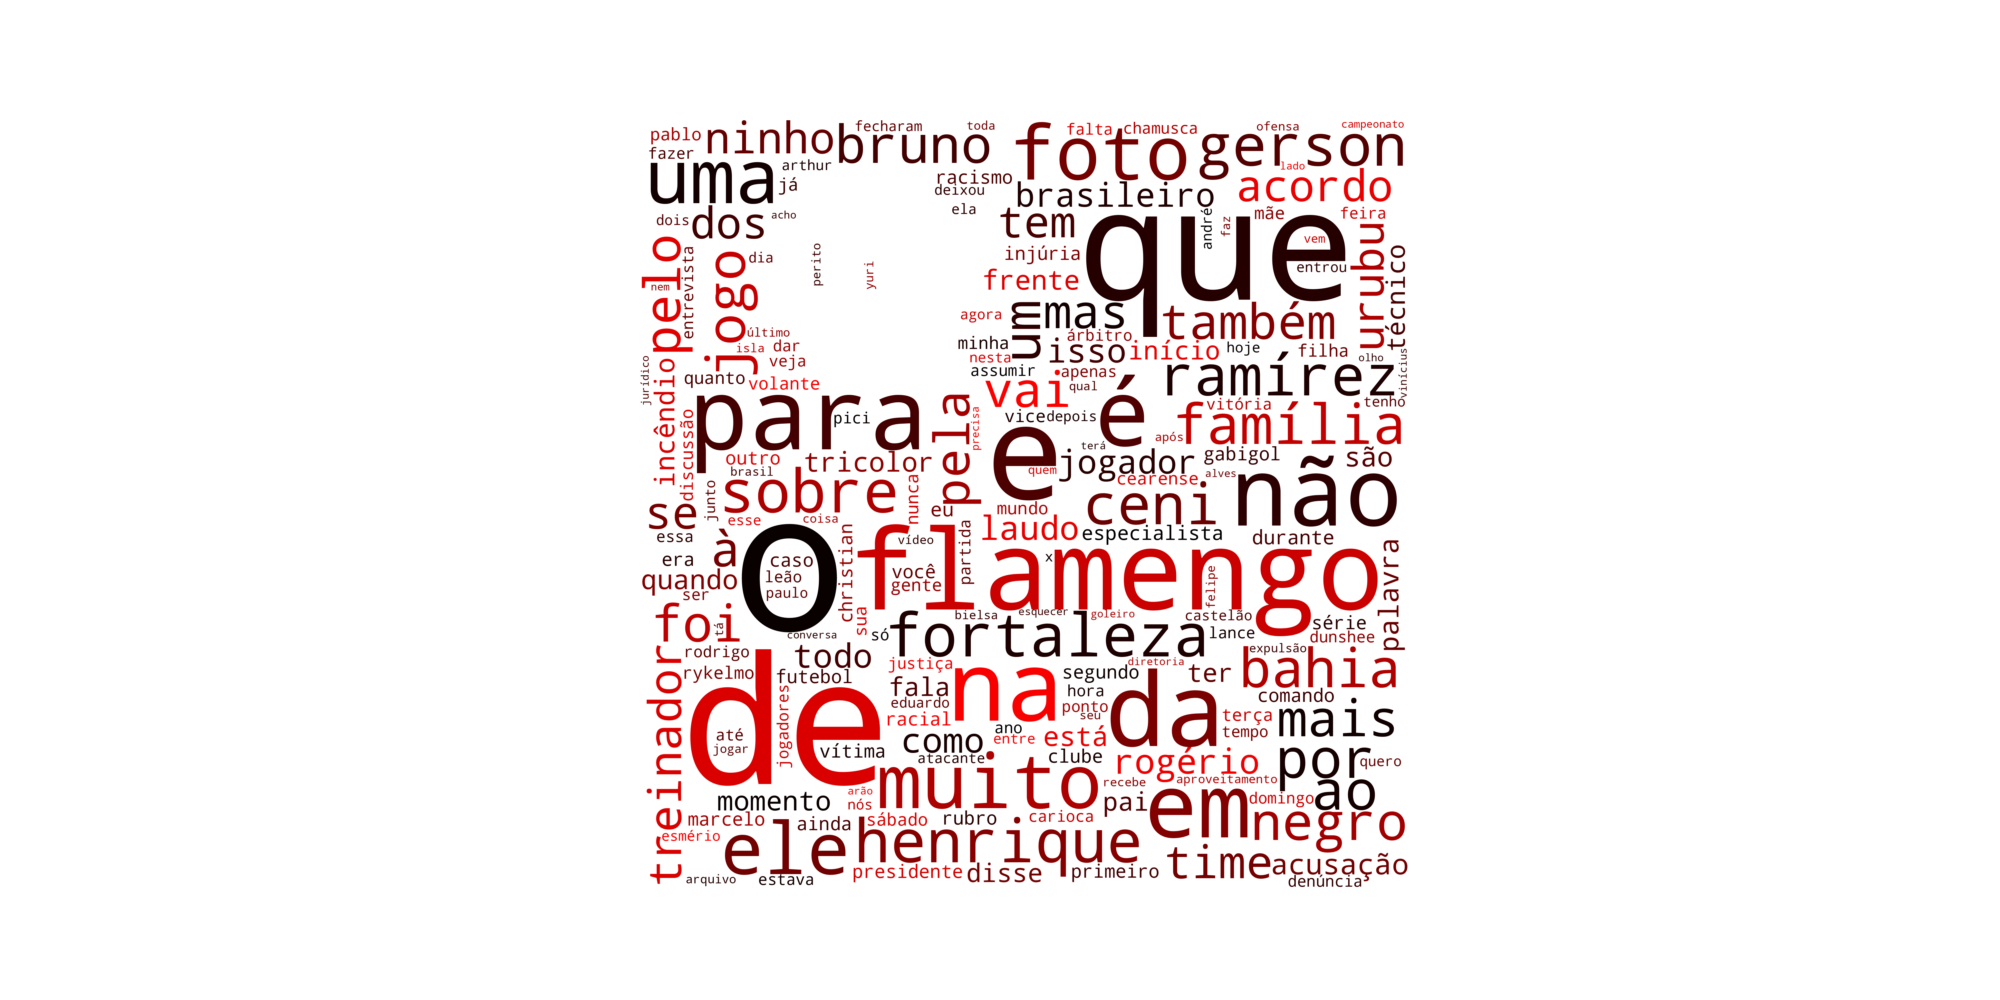 pablo
ninho
bruno
fecharam
toda
foto
falta
chamusca
gerson
ofensa
campeonato
fazer
uma
arthur
já
racismo
deixou
ela
brasileiro
lado
acordo
dois
dos
acho
tem
que
andré
faz
mãe
feira
pelo
nem
entrevista
jogo
dia
perito
yuri
injúria
frente
vem
entrou
urubu
técnico
último
isla
dar
veja
agora
minha
nesta
assumir
um
mas
árbitro
isso
também
início
hoje
filha
olho
vinícius
jurídico
incêndio
discussão
quanto
volante
para
pici
pela
precisa
vai
apenas
qual
vice
depois
é
ramírez
vitória
tenho
família
após
outro
brasil
tricolor
e
quem
terá
jogador
gabigol
são
cearense
alves
não
se
junto
sobre
esse
coisa
nunca
eu
mundo
ceni
laudo
especialista
durante
essa
era
à
o
caso
leão
paulo
christian
flamengo
vídeo
você
gente
partida
x
felipe
palavra
quando
ser
foi
tá
conversa
sua
só
bielsa
esquecer
goleiro
castelão
fortaleza
lance
série
dunshee
expulsão
treinador
rodrigo
rykelmo
todo
futebol
justiça
fala
eduardo
racial
na
segundo
diretoria
hora
ponto
seu
da
ter
bahia
comando
de
até
jogar
jogadores
vítima
como
atacante
ano
entre
está
clube
terça
tempo
mais
rogério
por
quero
momento
arão
nós
muito
recebe
aproveitamento
pai
em
domingo
ao
marcelo
esmério
ainda
sábado
rubro
carioca
negro
ele
henrique
time
acusação
arquivo
estava
presidente
disse
primeiro
denúncia